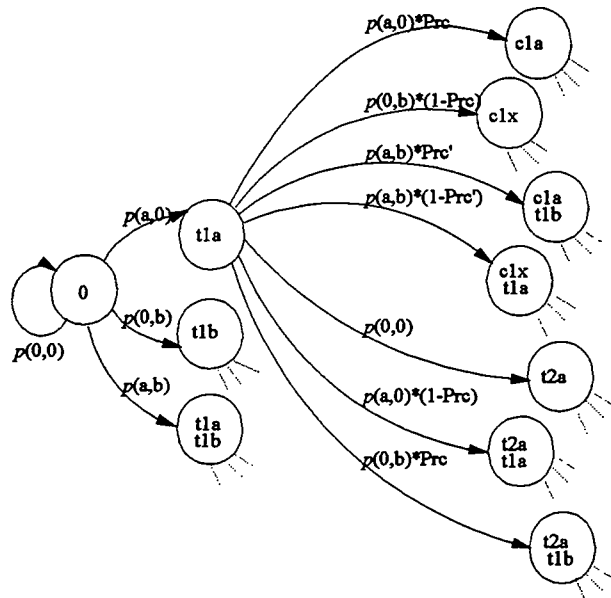 p(a,0)*Prc
c1a
p(0,b)*(1-Prc)
c1x
p(a,b)*Prc'
c1a
t1b
p(a,b)*(1-Prc')
p(a,0)
t1a
c1x
t1a
0
p(0,b)
t1b
p(0,0)
p(0,0)
t2a
p(a,b)
t1a
t1b
p(a,0)*(1-Prc)
t2a
t1a
p(0,b)*Prc
t2a
t1b